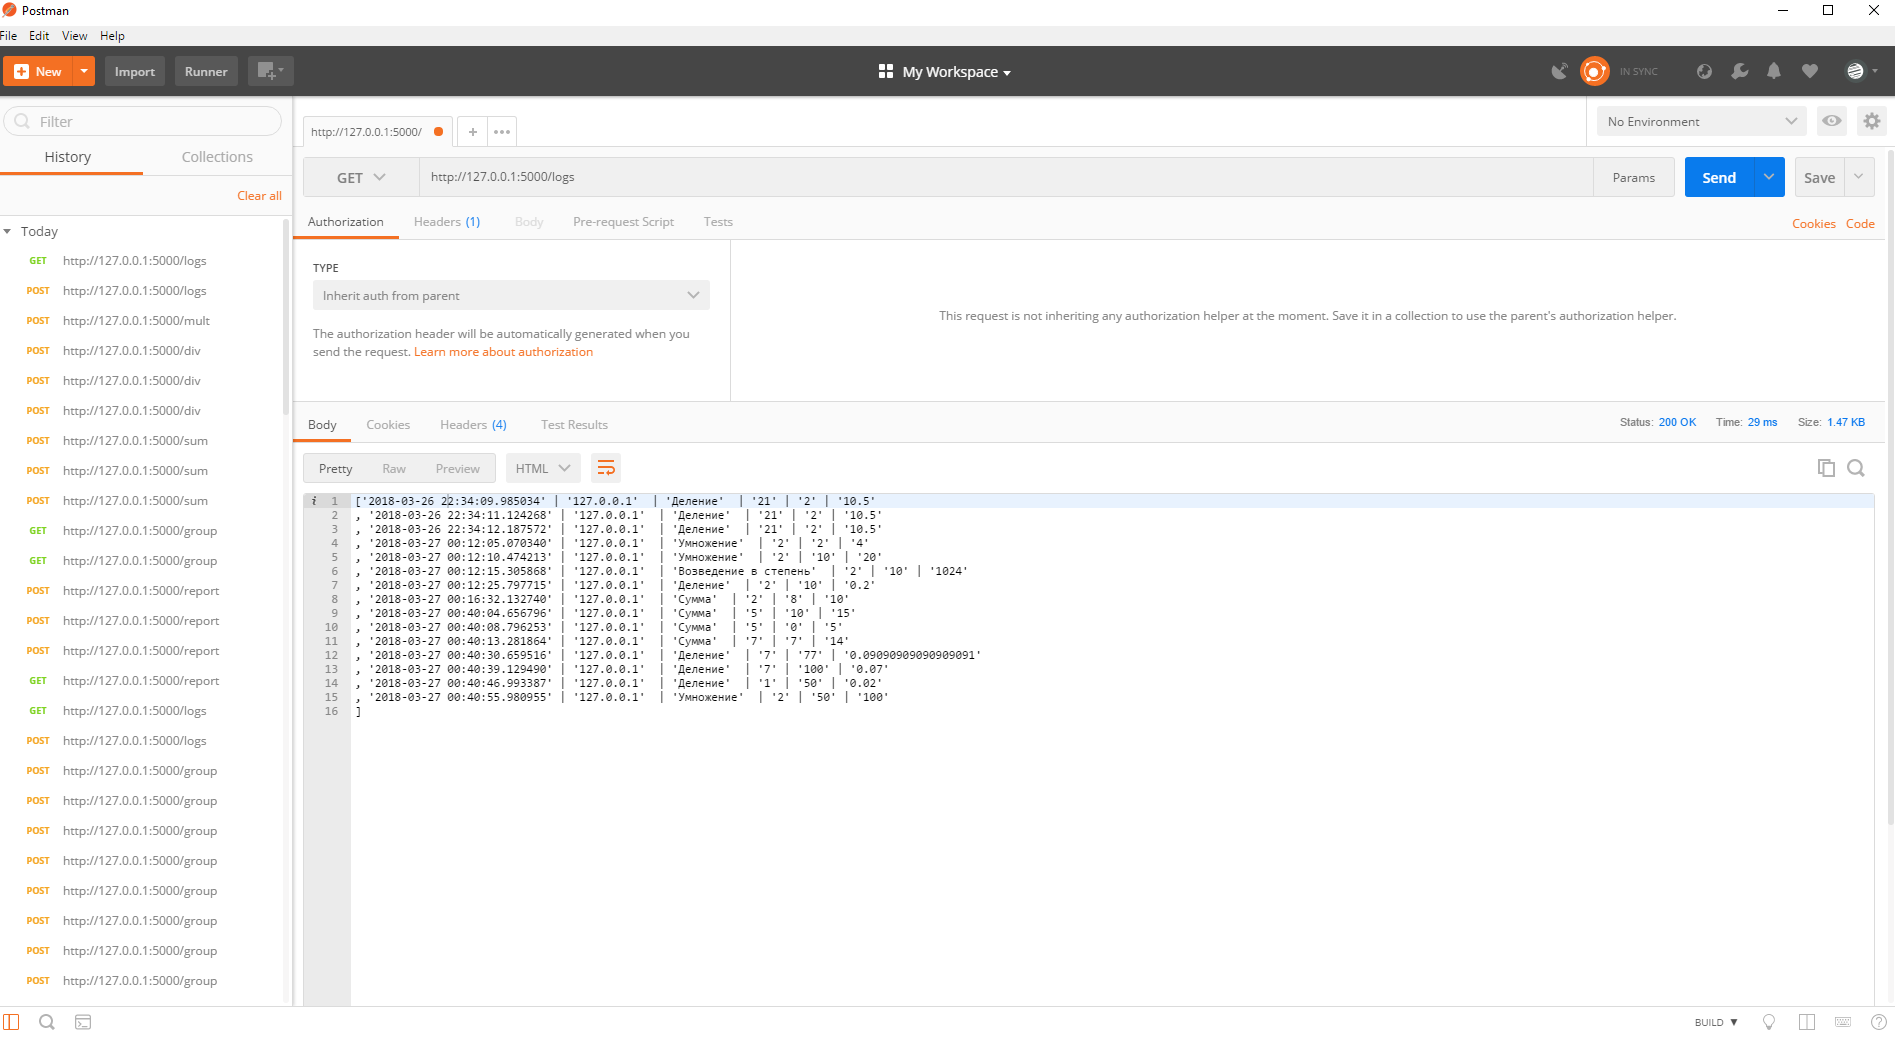 Postman
File Edit View Help
New Import Runner My Workspace IN SYNC
Filter
History Collections
Clear all
Today
GET http://127.0.0.1:5000/logs
POST http://127.0.0.1:5000/logs
POST http://127.0.0.1:5000/mult
POST http://127.0.0.1:5000/div
POST http://127.0.0.1:5000/div
POST http://127.0.0.1:5000/div
POST http://127.0.0.1:5000/sum
POST http://127.0.0.1:5000/sum
POST http://127.0.0.1:5000/sum
GET http://127.0.0.1:5000/group
GET http://127.0.0.1:5000/group
POST http://127.0.0.1:5000/report
POST http://127.0.0.1:5000/report
POST http://127.0.0.1:5000/report
GET http://127.0.0.1:5000/report
GET http://127.0.0.1:5000/logs
POST http://127.0.0.1:5000/logs
POST http://127.0.0.1:5000/group
POST http://127.0.0.1:5000/group
POST http://127.0.0.1:5000/group
POST http://127.0.0.1:5000/group
POST http://127.0.0.1:5000/group
POST http://127.0.0.1:5000/group
POST http://127.0.0.1:5000/group
POST http://127.0.0.1:5000/group
http://127.0.0.1:5000/ + •••
No Environment
GET http://127.0.0.1:5000/logs Params Send Save
Authorization Headers (1) Body Pre-request Script Tests Cookies Code
TYPE
Inherit auth from parent
The authorization header will be automatically generated when you
send the request. Learn more about authorization
This request is not inheriting any authorization helper at the moment. Save it in a collection to use the parent's authorization helper.
Body Cookies Headers (4) Test Results Status: 200 OK Time: 29 ms Size: 1.47 KB
Pretty Raw Preview HTML
i 1 ['2018-03-26 22:34:09.985034' | '127.0.0.1' | 'Деление' | '21' | '2' | '10.5'
2 , '2018-03-26 22:34:11.124268' | '127.0.0.1' | 'Деление' | '21' | '2' | '10.5'
3 , '2018-03-26 22:34:12.187572' | '127.0.0.1' | 'Деление' | '21' | '2' | '10.5'
4 , '2018-03-27 00:12:05.070340' | '127.0.0.1' | 'Умножение' | '2' | '2' | '4'
5 , '2018-03-27 00:12:10.474213' | '127.0.0.1' | 'Умножение' | '2' | '10' | '20'
6 , '2018-03-27 00:12:15.305868' | '127.0.0.1' | 'Возведение в степень' | '2' | '10' | '1024'
7 , '2018-03-27 00:12:25.797715' | '127.0.0.1' | 'Деление' | '2' | '10' | '0.2'
8 , '2018-03-27 00:16:32.132740' | '127.0.0.1' | 'Сумма' | '2' | '8' | '10'
9 , '2018-03-27 00:40:04.656796' | '127.0.0.1' | 'Сумма' | '5' | '10' | '15'
10 , '2018-03-27 00:40:08.796253' | '127.0.0.1' | 'Сумма' | '5' | '0' | '5'
11 , '2018-03-27 00:40:13.281864' | '127.0.0.1' | 'Сумма' | '7' | '7' | '14'
12 , '2018-03-27 00:40:30.659516' | '127.0.0.1' | 'Деление' | '7' | '77' | '0.09090909090909091'
13 , '2018-03-27 00:40:39.129490' | '127.0.0.1' | 'Деление' | '7' | '100' | '0.07'
14 , '2018-03-27 00:40:46.993387' | '127.0.0.1' | 'Деление' | '1' | '50' | '0.02'
15 , '2018-03-27 00:40:55.980955' | '127.0.0.1' | 'Умножение' | '2' | '50' | '100'
16 ]
BUILD ▼